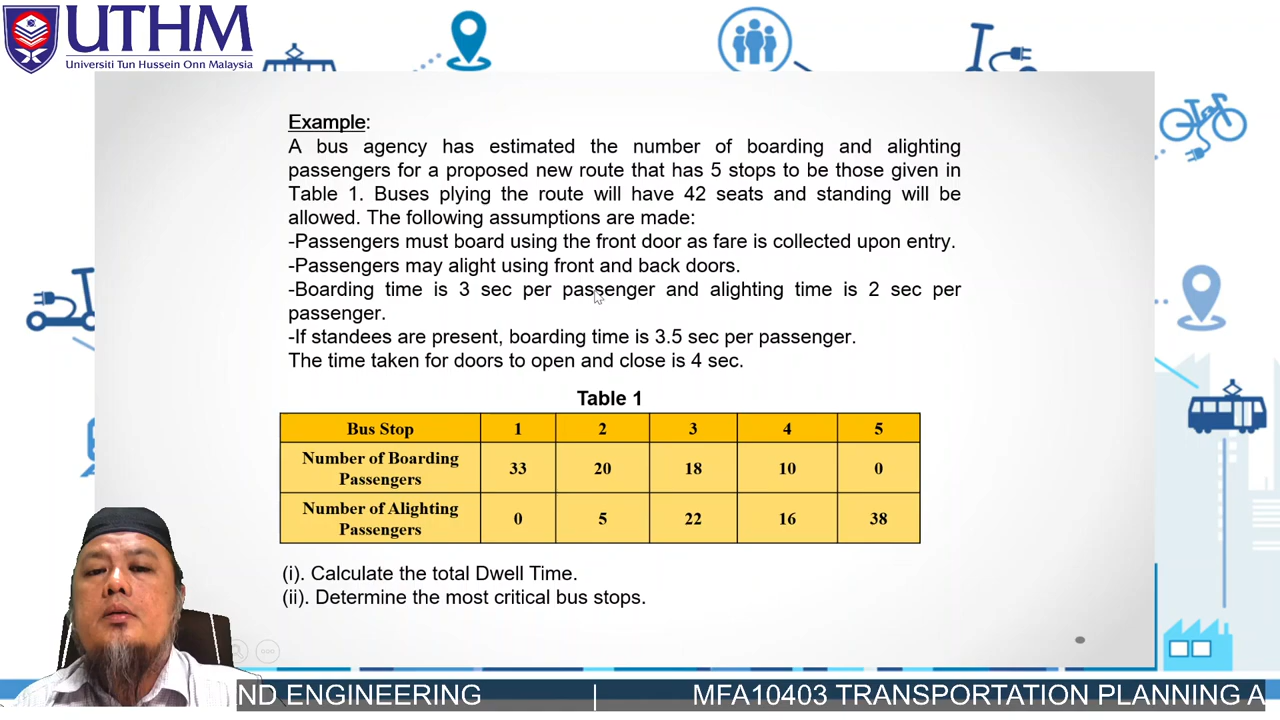 UTHM
Universiti Tun Hussein Onn Malaysia
Example:
A bus agency has estimated the number of boarding and alighting
passengers for a proposed new route that has 5 stops to be those given in
Table 1. Buses plying the route will have 42 seats and standing will be
allowed. The following assumptions are made:
-Passengers must board using the front door as fare is collected upon entry.
-Passengers may alight using front and back doors.
-Boarding time is 3 sec per passenger and alighting time is 2 sec per
passenger.
-If standees are present, boarding time is 3.5 sec per passenger.
The time taken for doors to open and close is 4 sec.
Table 1
Bus Stop 1 2 3 4 5
Number of Boarding
Passengers 33 20 18 10 0
Number of Alighting
Passengers 0 5 22 16 38
(i). Calculate the total Dwell Time.
(ii). Determine the most critical bus stops.
ND ENGINEERING | MFA10403 TRANSPORTATION PLANNING A